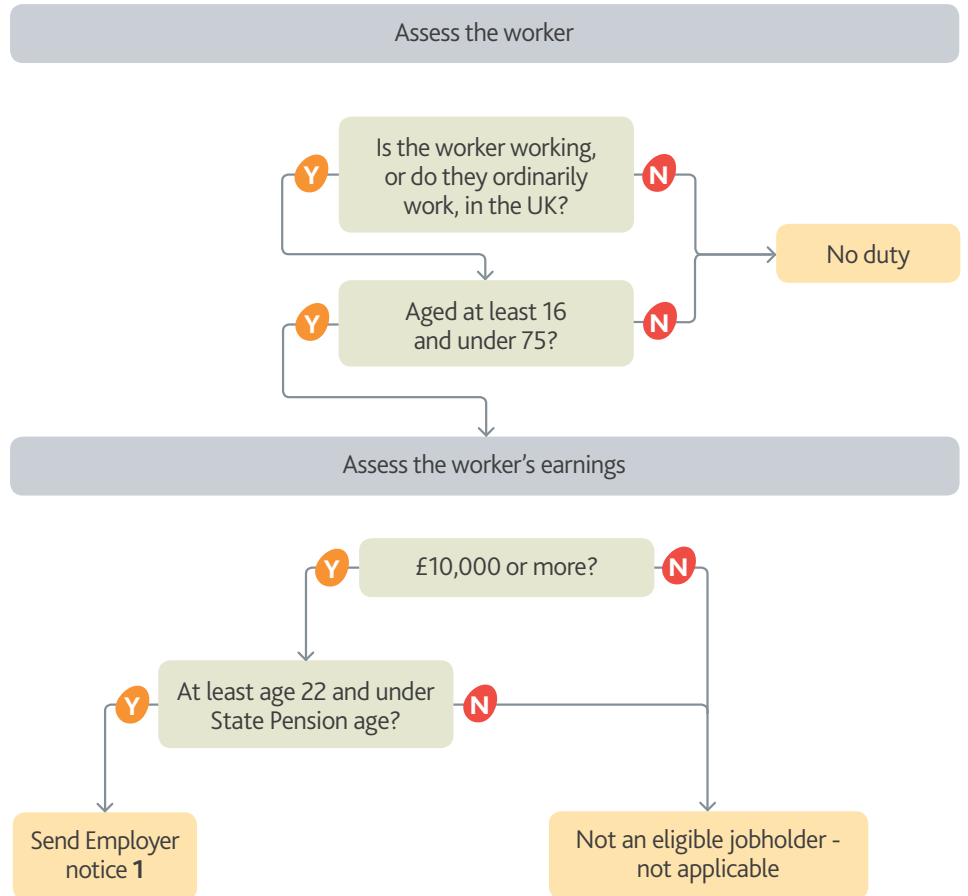 Assess the worker
Is the worker working,
or do they ordinarily
work, in the UK?
Y
N
No duty
Aged at least 16
and under 75?
Y
N
Assess the worker's earnings
£10,000 or more?
Y
N
At least age 22 and under
State Pension age?
Y
N
Send Employer
notice 1
Not an eligible jobholder -
not applicable